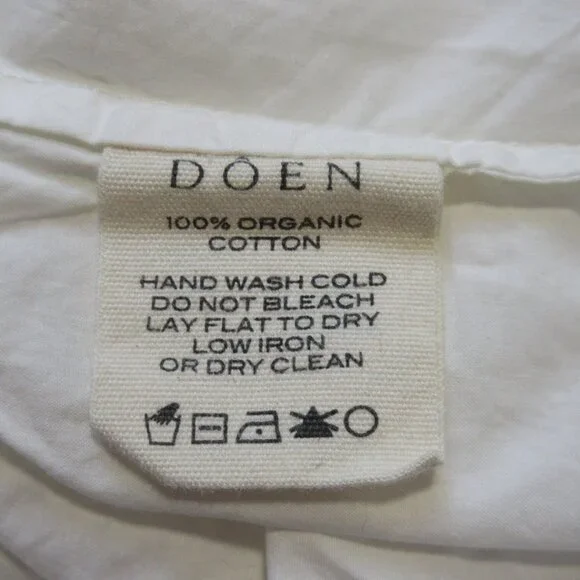 DÔEN
100% ORGANIC
COTTON
HAND WASH COLD
DO NOT BLEACH
LAY FLAT TO DRY
LOW IRON
OR DRY CLEAN